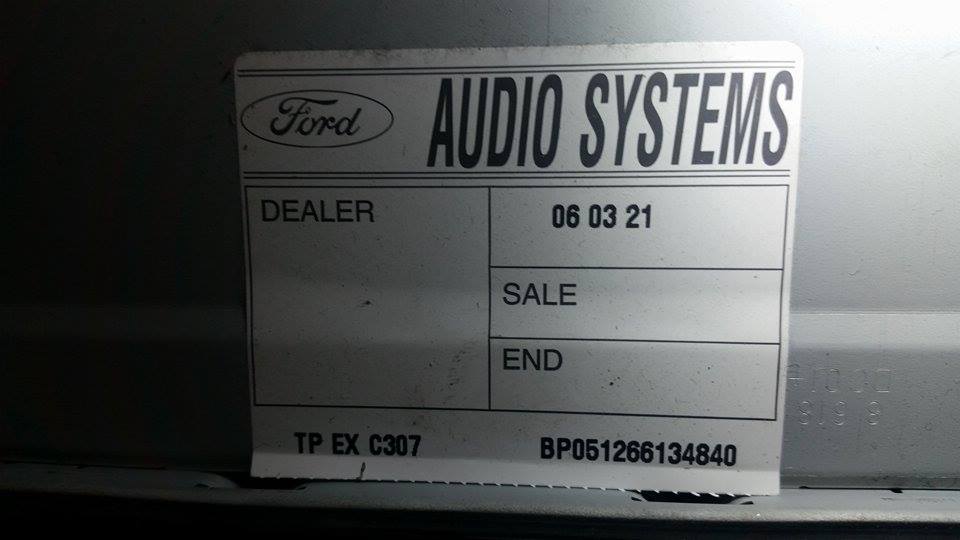 Ford AUDIO SYSTEMS
DEALER
06 03 21
SALE
END
TP EX C307 BP051266134840